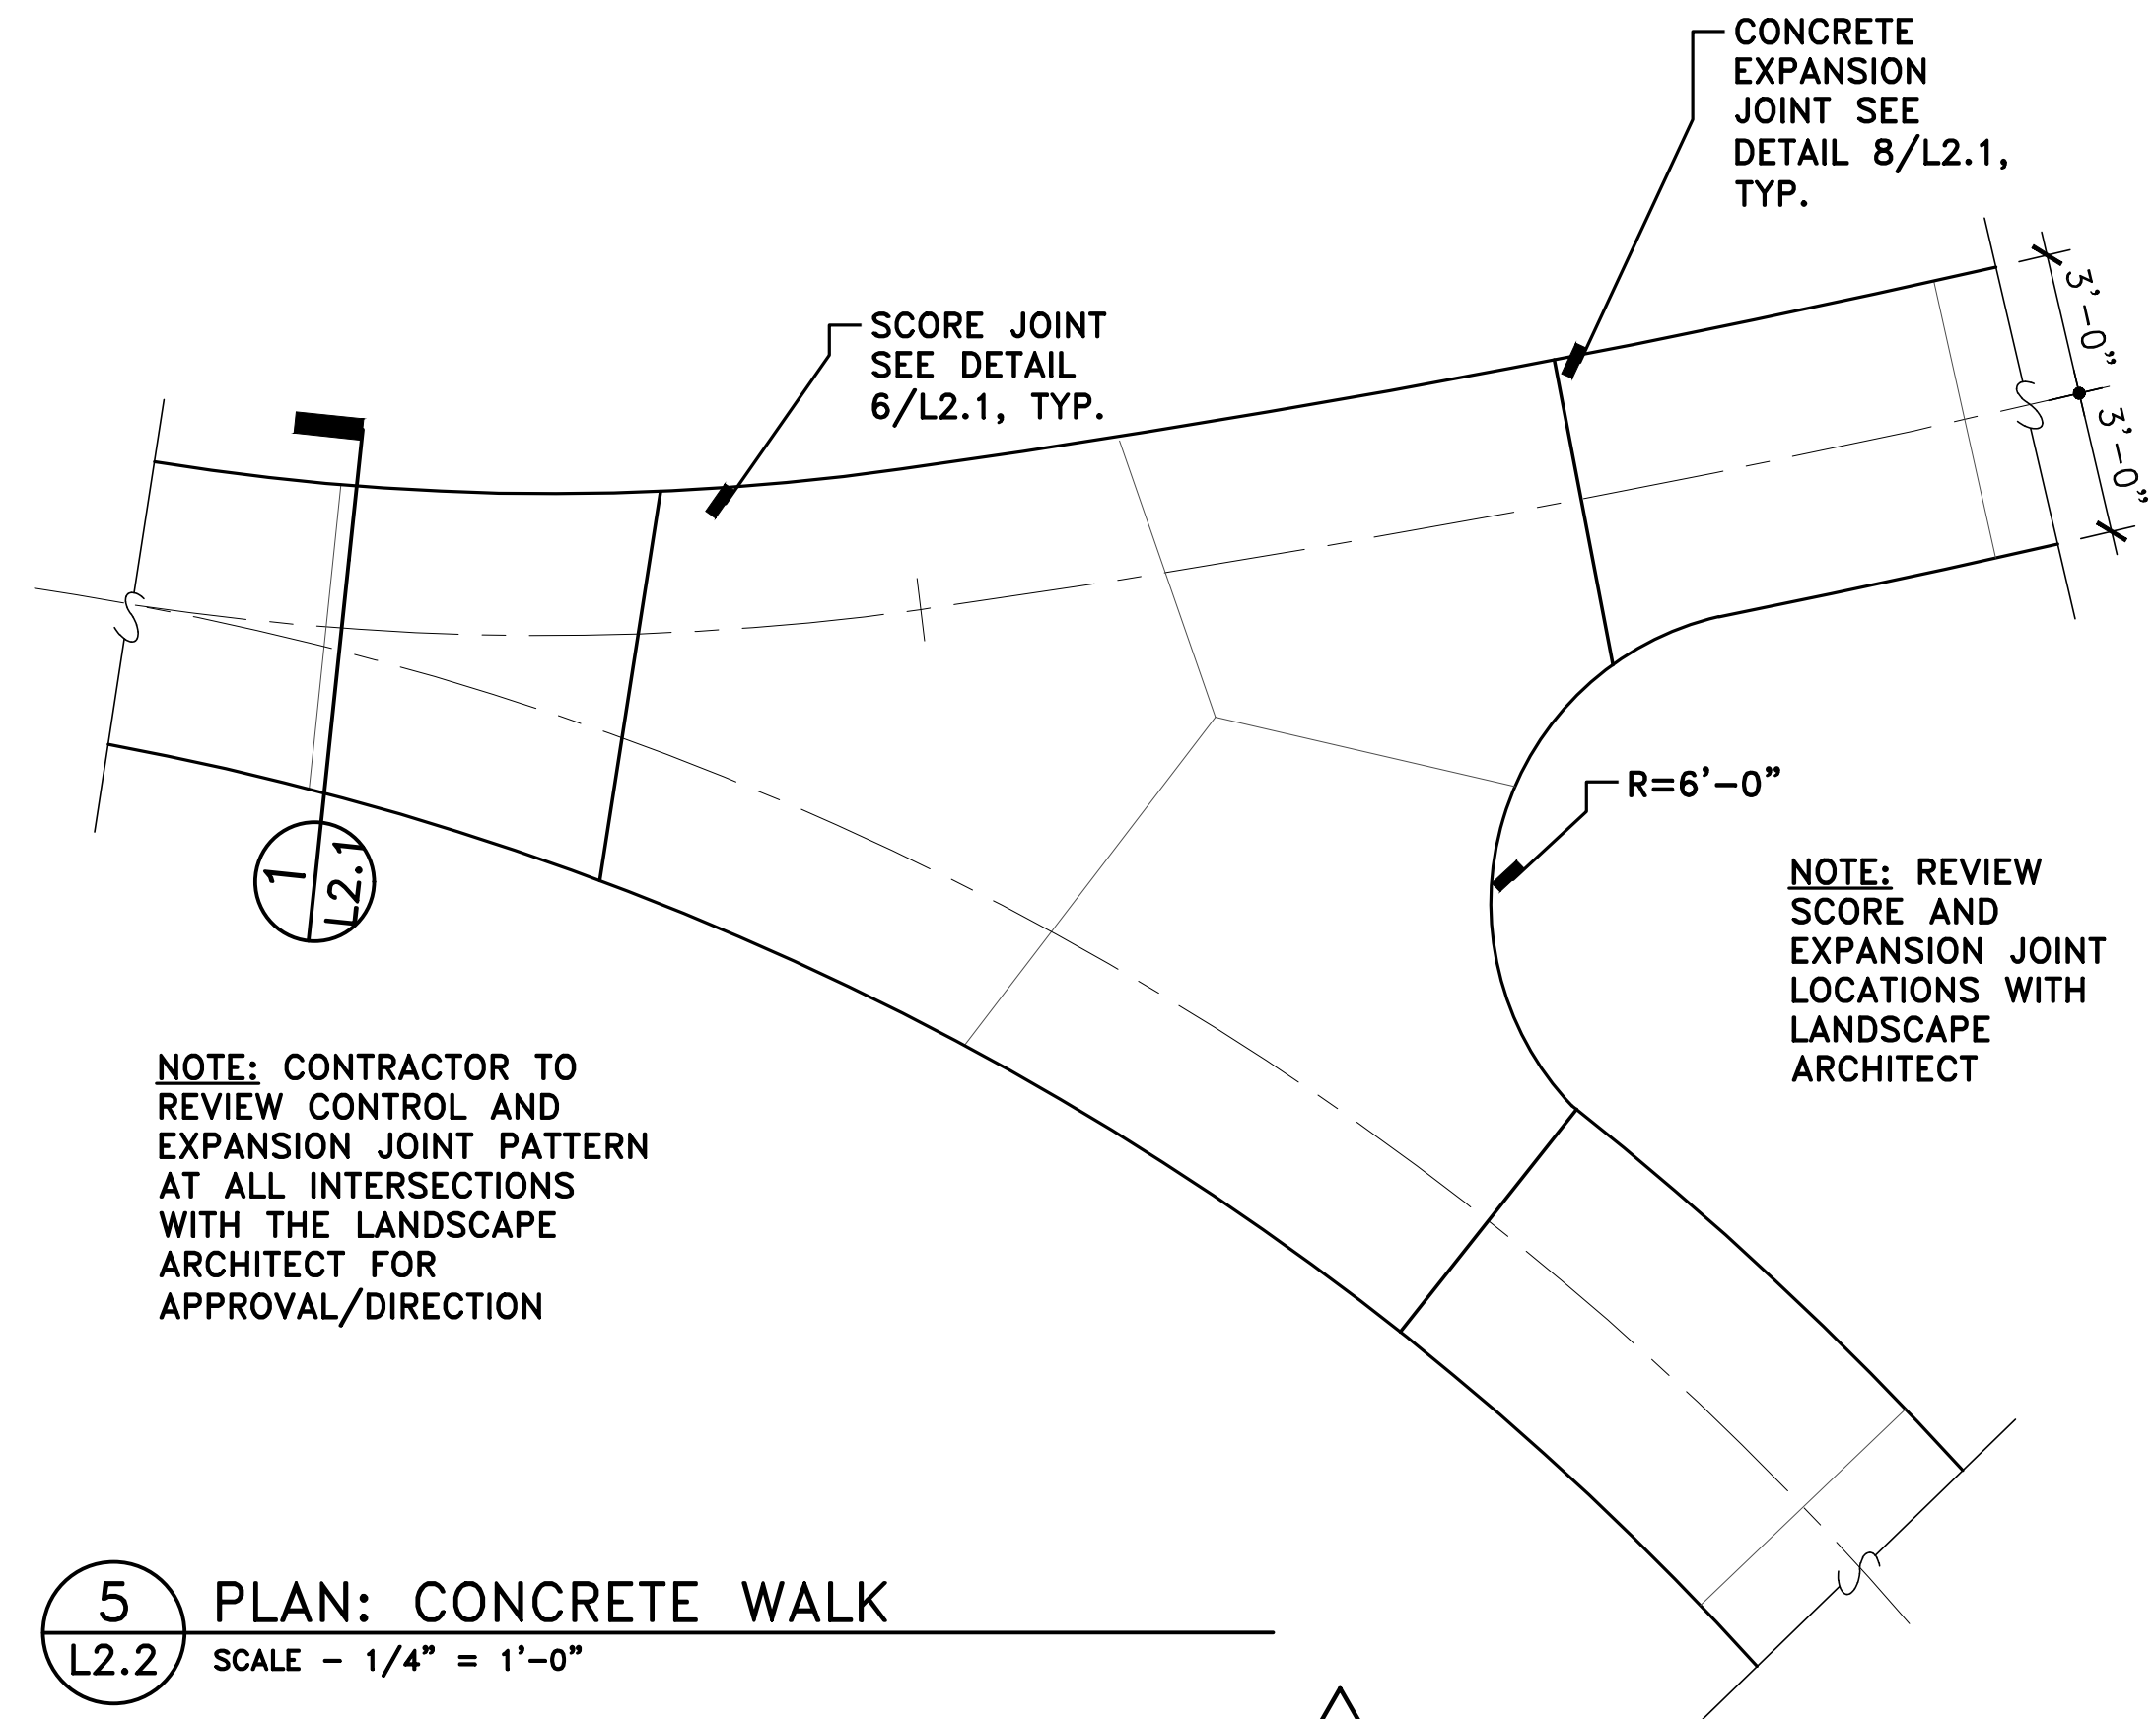 CONCRETE
EXPANSION
JOINT SEE
DETAIL 8/L2.1,
TYP.
3'-0"
3'-0"
SCORE JOINT
SEE DETAIL
6/L2.1, TYP.
1
L2.1
R=6'-0"
NOTE: REVIEW
SCORE AND
EXPANSION JOINT
LOCATIONS WITH
LANDSCAPE
ARCHITECT
NOTE: CONTRACTOR TO
REVIEW CONTROL AND
EXPANSION JOINT PATTERN
AT ALL INTERSECTIONS
WITH THE LANDSCAPE
ARCHITECT FOR
APPROVAL/DIRECTION
5
L2.2
PLAN: CONCRETE WALK
SCALE - 1/4" = 1'-0"